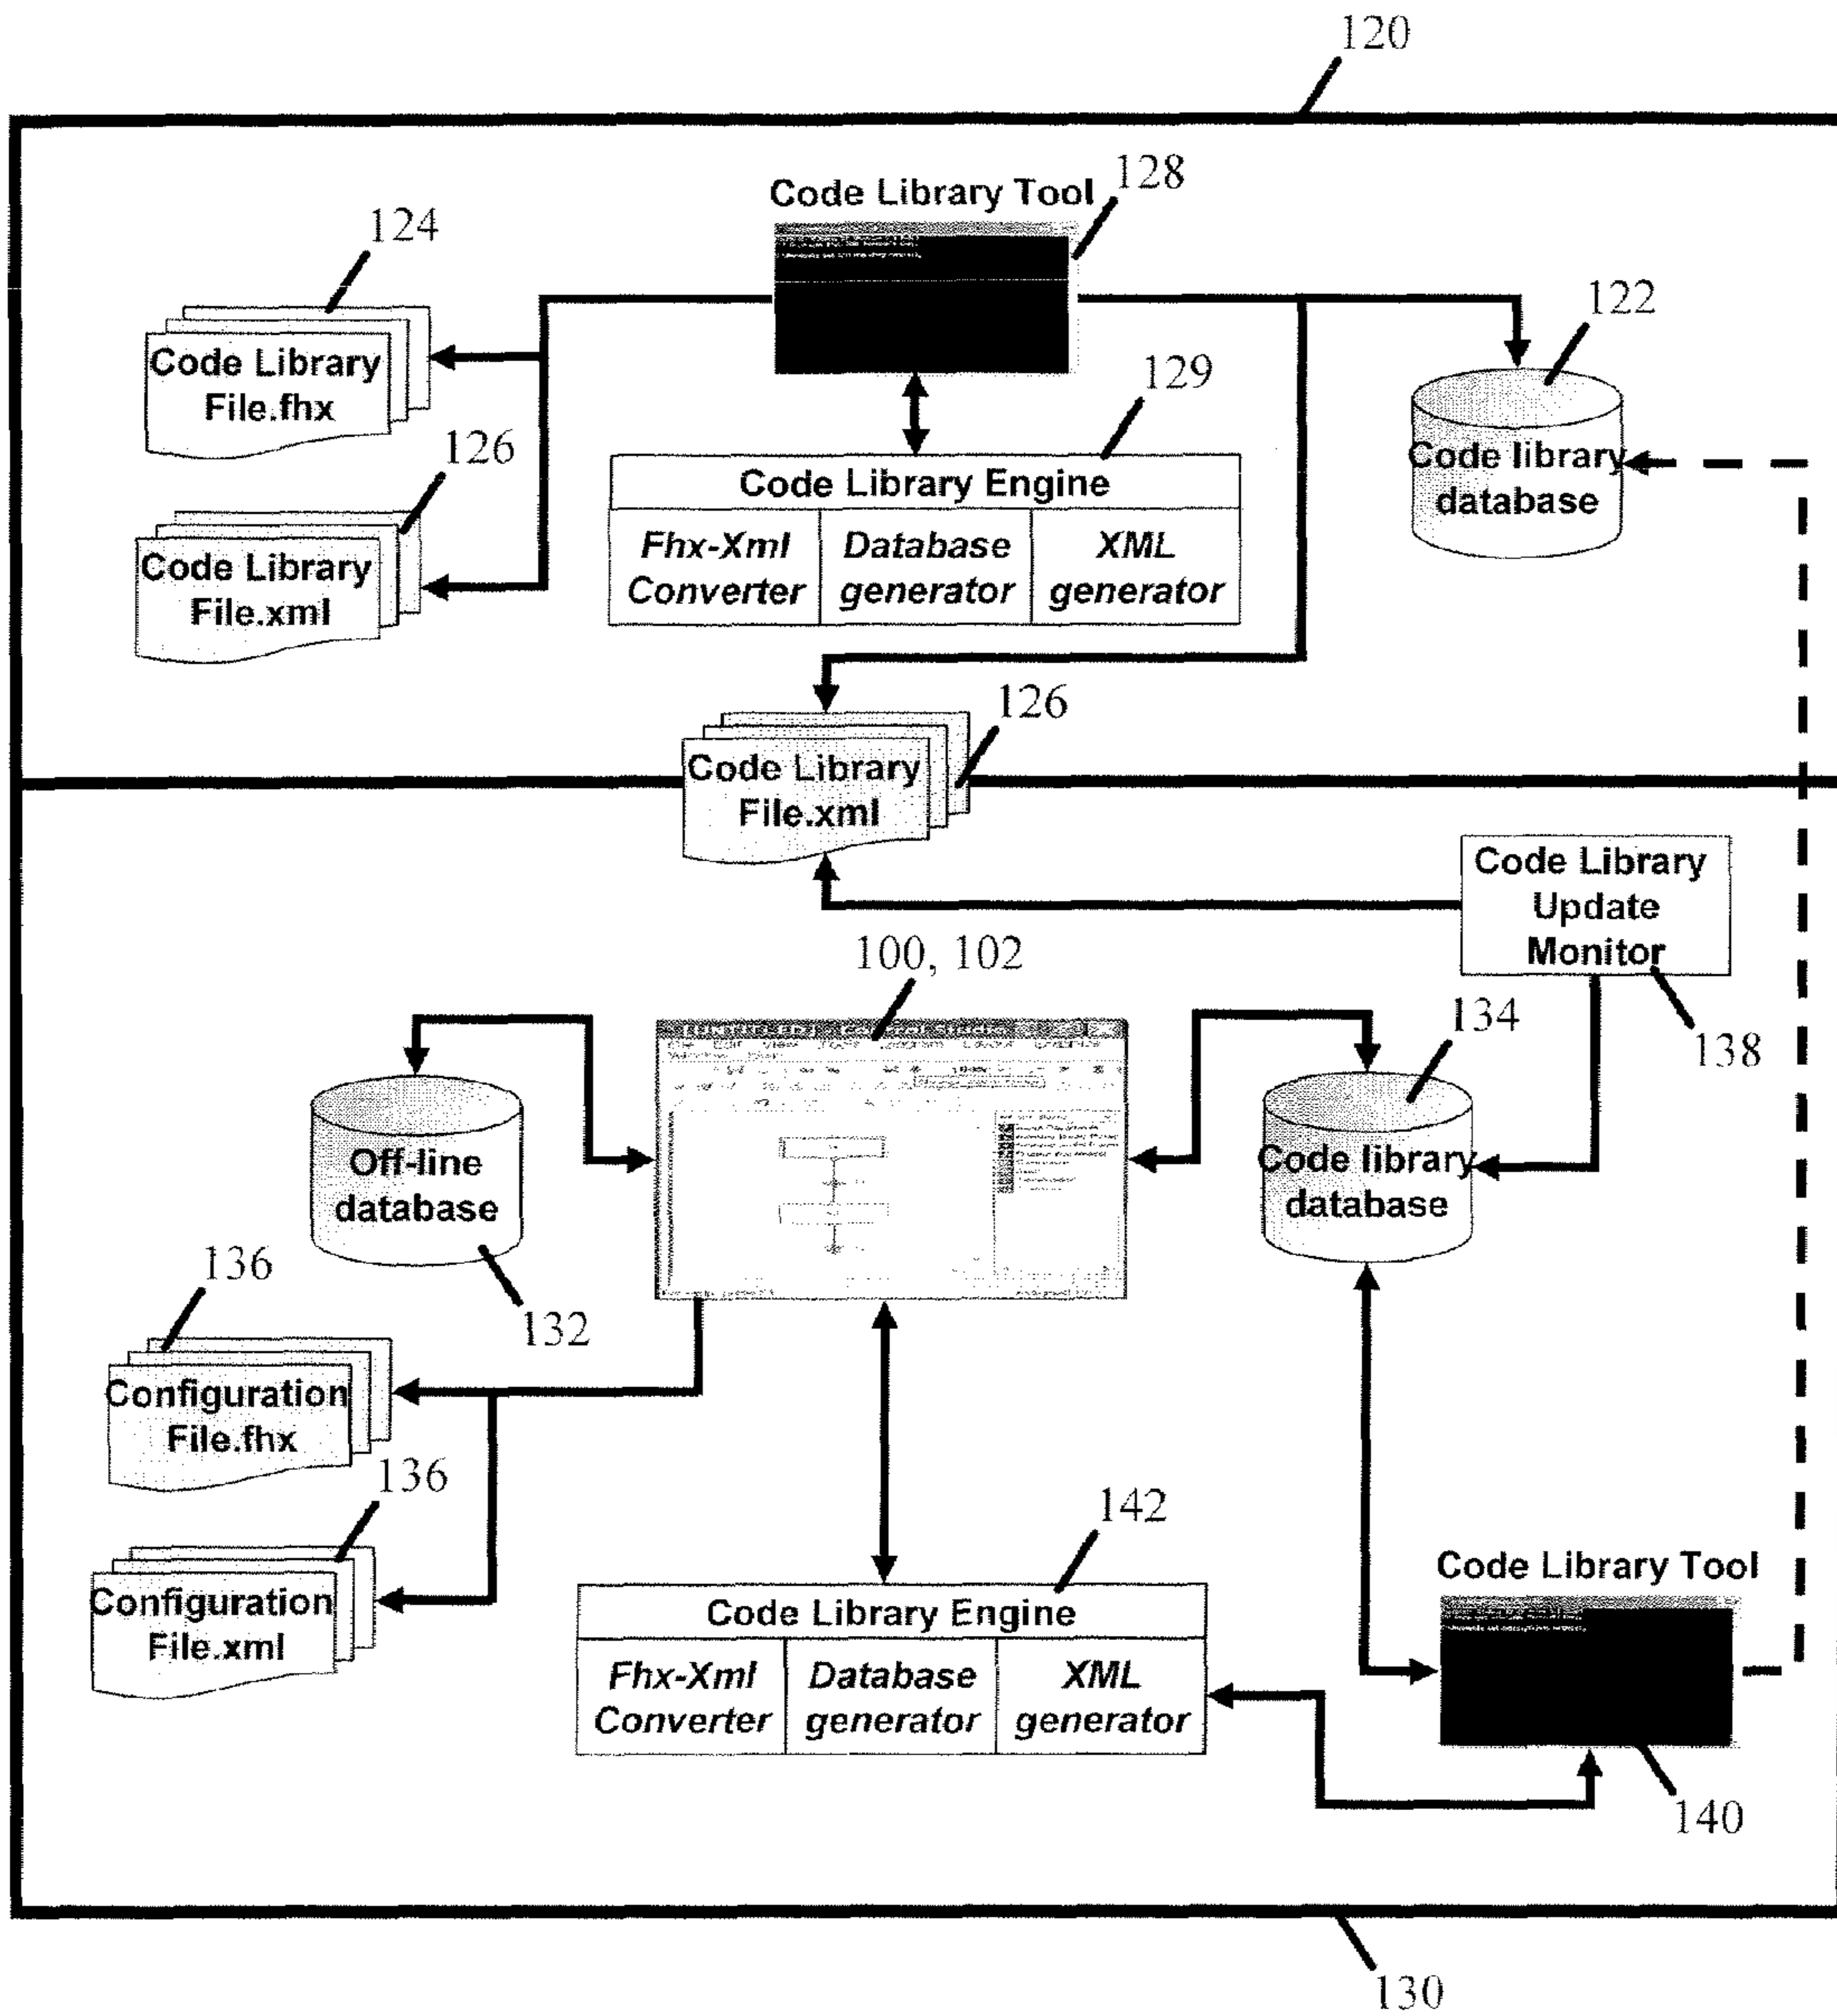 120
Code Library Tool
128
124
Code Library
File.fhx
122
129
126
Code Library Engine
Fhx-Xml
Converter
Database
generator
XML
generator
Code library
database
Code Library
File.xml
126
Code Library
File.xml
Code Library
Update
Monitor
138
100, 102
134
Off-line
database
132
Code library
database
136
Configuration
File.fhx
136
Configuration
File.xml
142
Code Library Engine
Fhx-Xml
Converter
Database
generator
XML
generator
Code Library Tool
140
130